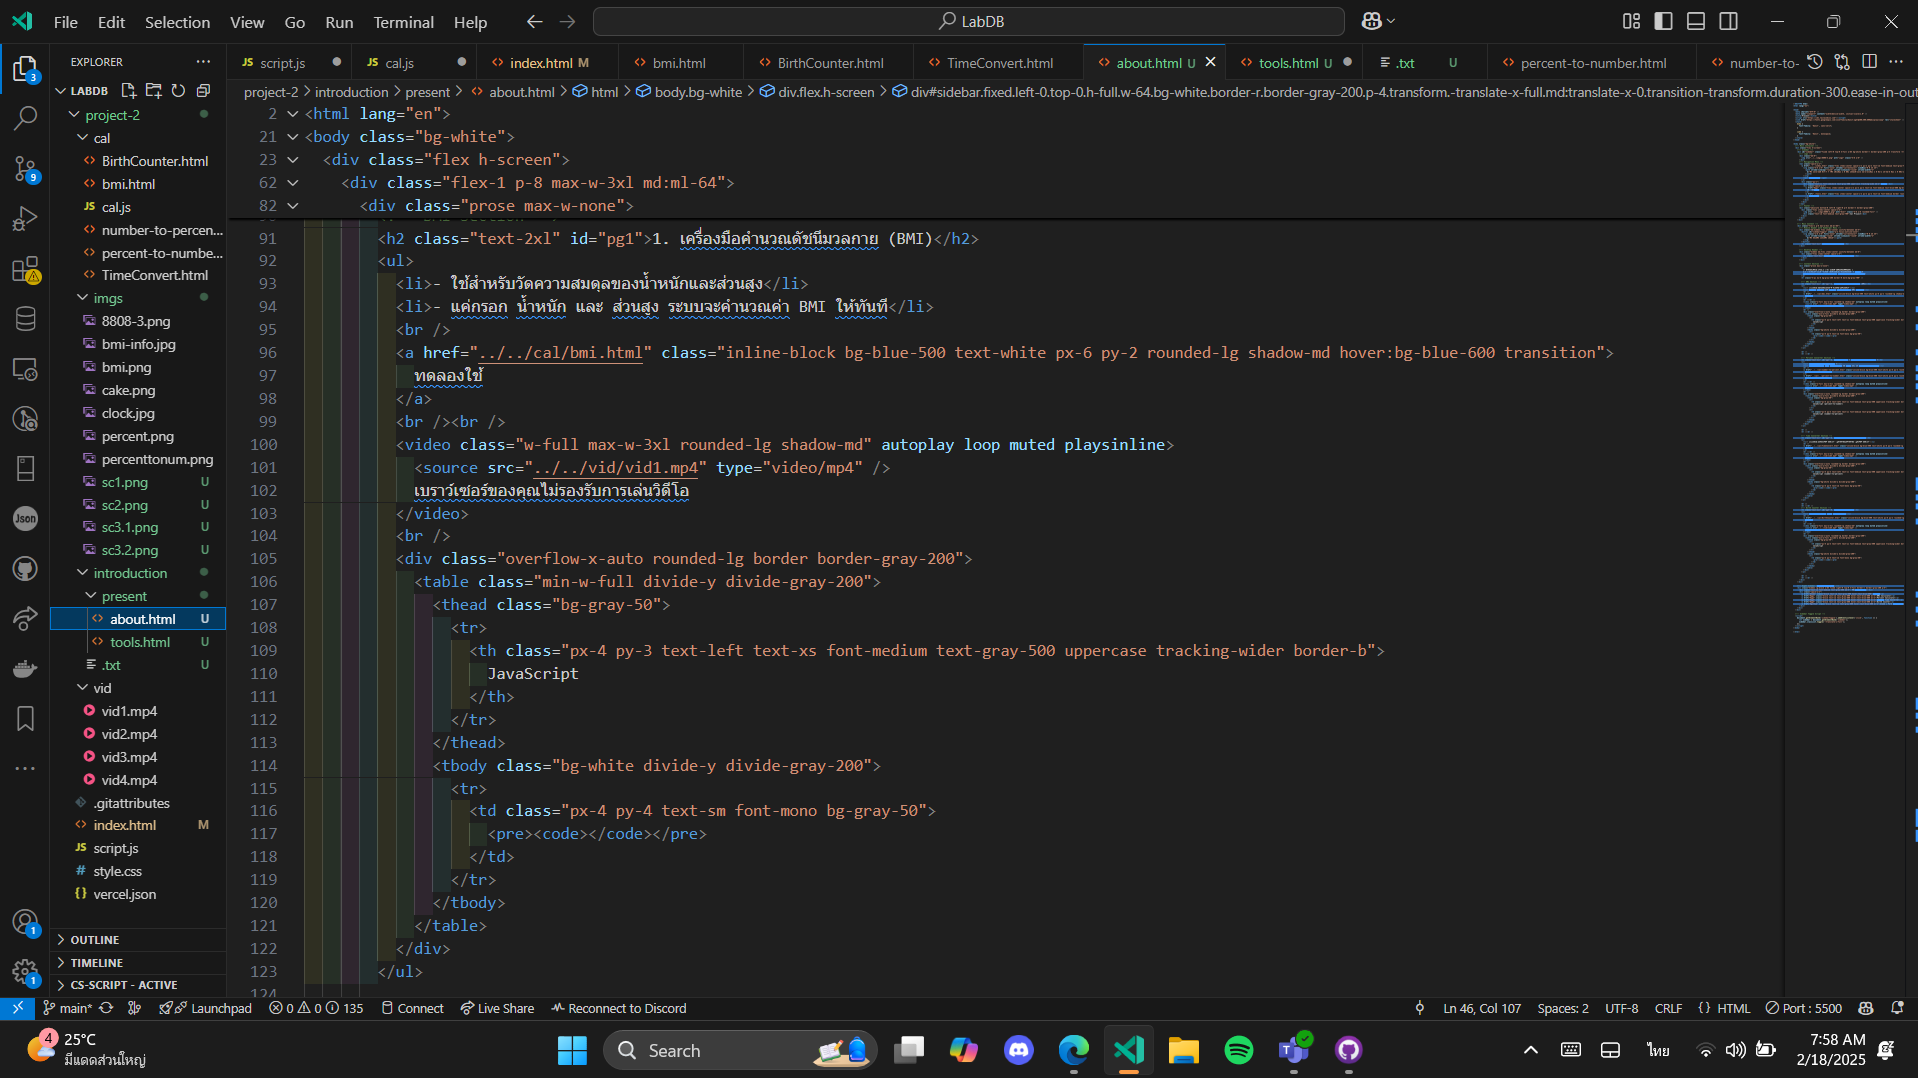 File Edit Selection View Go Run Terminal Help LabDB
EXPLORER
script.js cal.js index.html M bmi.html BirthCounter.html TimeConvert.html about.html U tools.html U .txt U percent-to-number.html number-to-
3
LABDB
project-2 introduction present about.html html body.bg-white div.flex.h-screen div#sidebar.fixed.left-0.top-0.h-full.w-64.bg-white.border-r.border-gray-200.p-4.transform.-translate-x-full.md:translate-x-0.transition-transform.duration-300.ease-in-out
project-2
cal
BirthCounter.html
bmi.html
9
cal.js
number-to-percen...
percent-to-numbe...
TimeConvert.html
imgs
8808-3.png
bmi-info.jpg
bmi.png
cake.png
clock.jpg
percent.png
percenttonum.png
sc1.png U
sc2.png U
sc3.1.png U
sc3.2.png U
Json
introduction
present
about.html U
tools.html U
.txt U
vid
vid1.mp4
vid2.mp4
vid3.mp4
vid4.mp4
.gitattributes
index.html M
script.js
style.css
vercel.json
1
OUTLINE
TIMELINE
1
CS-SCRIPT - ACTIVE
2 <html lang="en">
21 <body class="bg-white">
23 <div class="flex h-screen">
62 <div class="flex-1 p-8 max-w-3xl md:ml-64">
82 <div class="prose max-w-none">
91 <h2 class="text-2xl" id="pg1">1. เครื่องมือคำนวณดัชนีมวลกาย (BMI)</h2>
92 <ul>
93 <li>- ใช้สำหรับวัดความสมดุลของน้ำหนักและส่วนสูง</li>
94 <li>- แค่กรอก น้ำหนัก และ ส่วนสูง ระบบจะคำนวณค่า BMI ให้ทันที</li>
95 <br />
96 <a href="../../cal/bmi.html" class="inline-block bg-blue-500 text-white px-6 py-2 rounded-lg shadow-md hover:bg-blue-600 transition">
97 ทดลองใช้
98 </a>
99 <br /><br />
100 <video class="w-full max-w-3xl rounded-lg shadow-md" autoplay loop muted playsinline>
101 <source src="../../vid/vid1.mp4" type="video/mp4" />
102 เบราว์เซอร์ของคุณไม่รองรับการเล่นวิดีโอ
103 </video>
104 <br />
105 <div class="overflow-x-auto rounded-lg border border-gray-200">
106 <table class="min-w-full divide-y divide-gray-200">
107 <thead class="bg-gray-50">
108 <tr>
109 <th class="px-4 py-3 text-left text-xs font-medium text-gray-500 uppercase tracking-wider border-b">
110 JavaScript
111 </th>
112 </tr>
113 </thead>
114 <tbody class="bg-white divide-y divide-gray-200">
115 <tr>
116 <td class="px-4 py-4 text-sm font-mono bg-gray-50">
117 <pre><code></code></pre>
118 </td>
119 </tr>
120 </tbody>
121 </table>
122 </div>
123 </ul>
124
main* Launchpad 0 0 135 Connect Live Share Reconnect to Discord Ln 46, Col 107 Spaces: 2 UTF-8 CRLF {} HTML Port : 5500
4 25°C
มีแดดส่วนใหญ่
Search
ไทย
7:58 AM
2/18/2025